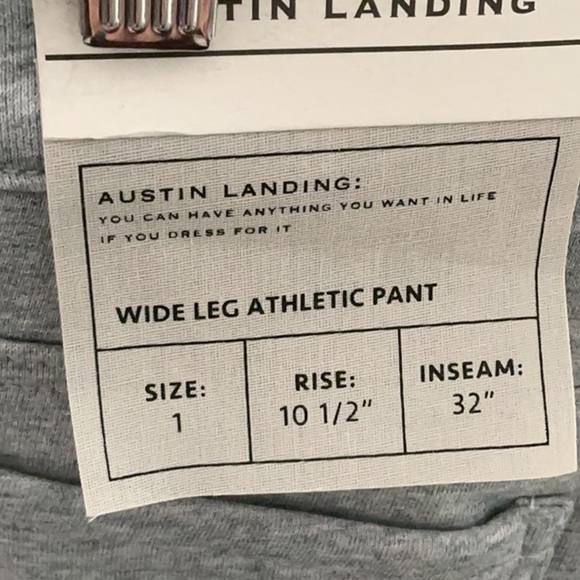 TIN LANDING
AUSTIN LANDING:
YOU CAN HAVE ANYTHING YOU WANT IN LIFE
IF YOU DRESS FOR IT
WIDE LEG ATHLETIC PANT
SIZE:
1
RISE:
10 1/2"
INSEAM:
32"